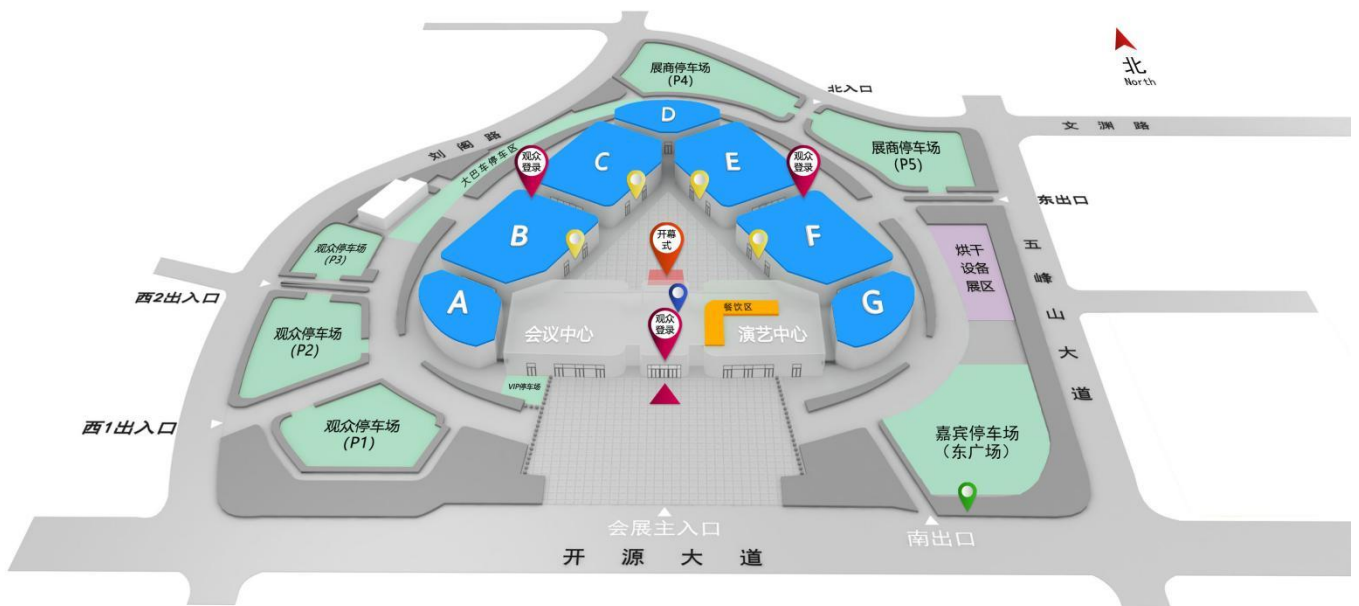 展商停车场
(P4)
北
North
北入口
文渊路
D
刘阁路
大巴车停车区
观众
登录
C
E
观众
登录
展商停车场
(P5)
东出口
B
开幕
式
F
烘干
设备
展区
五峰山大道
观众停车场
(P3)
西2出入口
A
G
观众
登录
餐饮区
会议中心
演艺中心
观众停车场
(P2)
VIP停车场
西1出入口
观众停车场
(P1)
嘉宾停车场
（东广场）
会展主入口
南出口
开源大道